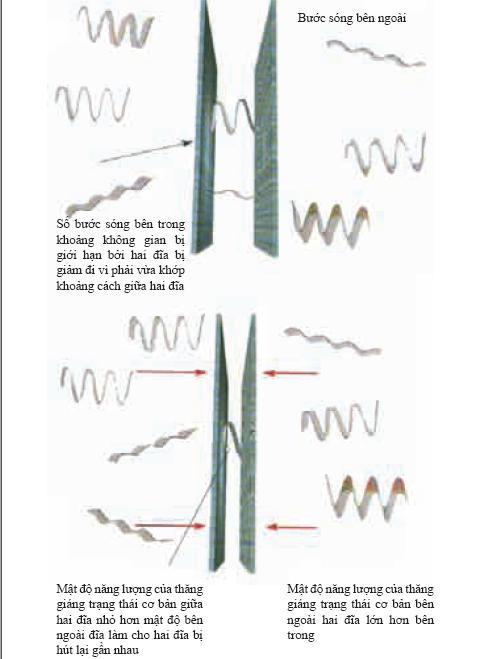 Bước sóng bên ngoài
Số bước sóng bên trong
khoảng không gian bị
giới hạn bởi hai đĩa bị
giảm đi vì phải vừa khớp
khoảng cách giữa hai đĩa
Mật độ năng lượng của thăng
giáng trạng thái cơ bản giữa
hai đĩa nhỏ hơn mật độ bên
ngoài đĩa làm cho hai đĩa bị
hút lại gần nhau
Mật độ năng lượng của thăng
giáng trạng thái cơ bản bên
ngoài hai đĩa lớn hơn bên
trong